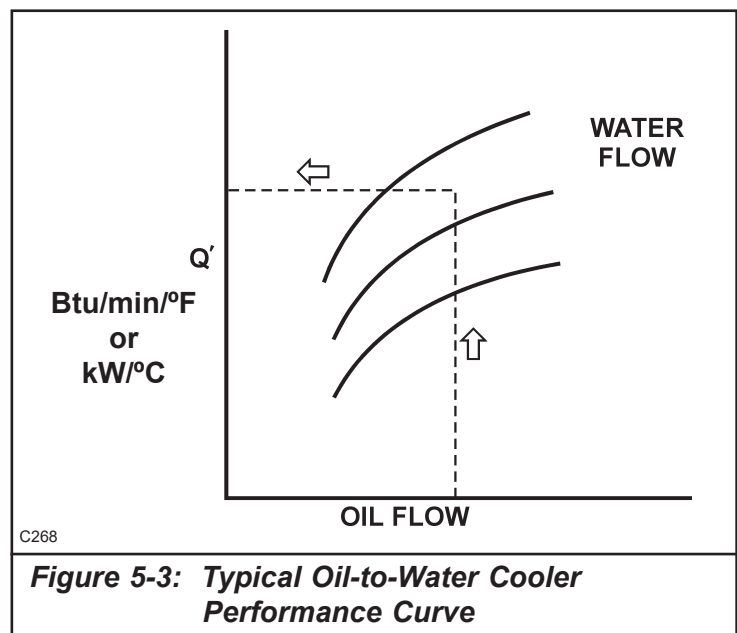 WATER
FLOW
Q′
Btu/min/ºF
or
kW/ºC
OIL FLOW
C268
Figure 5-3: Typical Oil-to-Water Cooler
Performance Curve